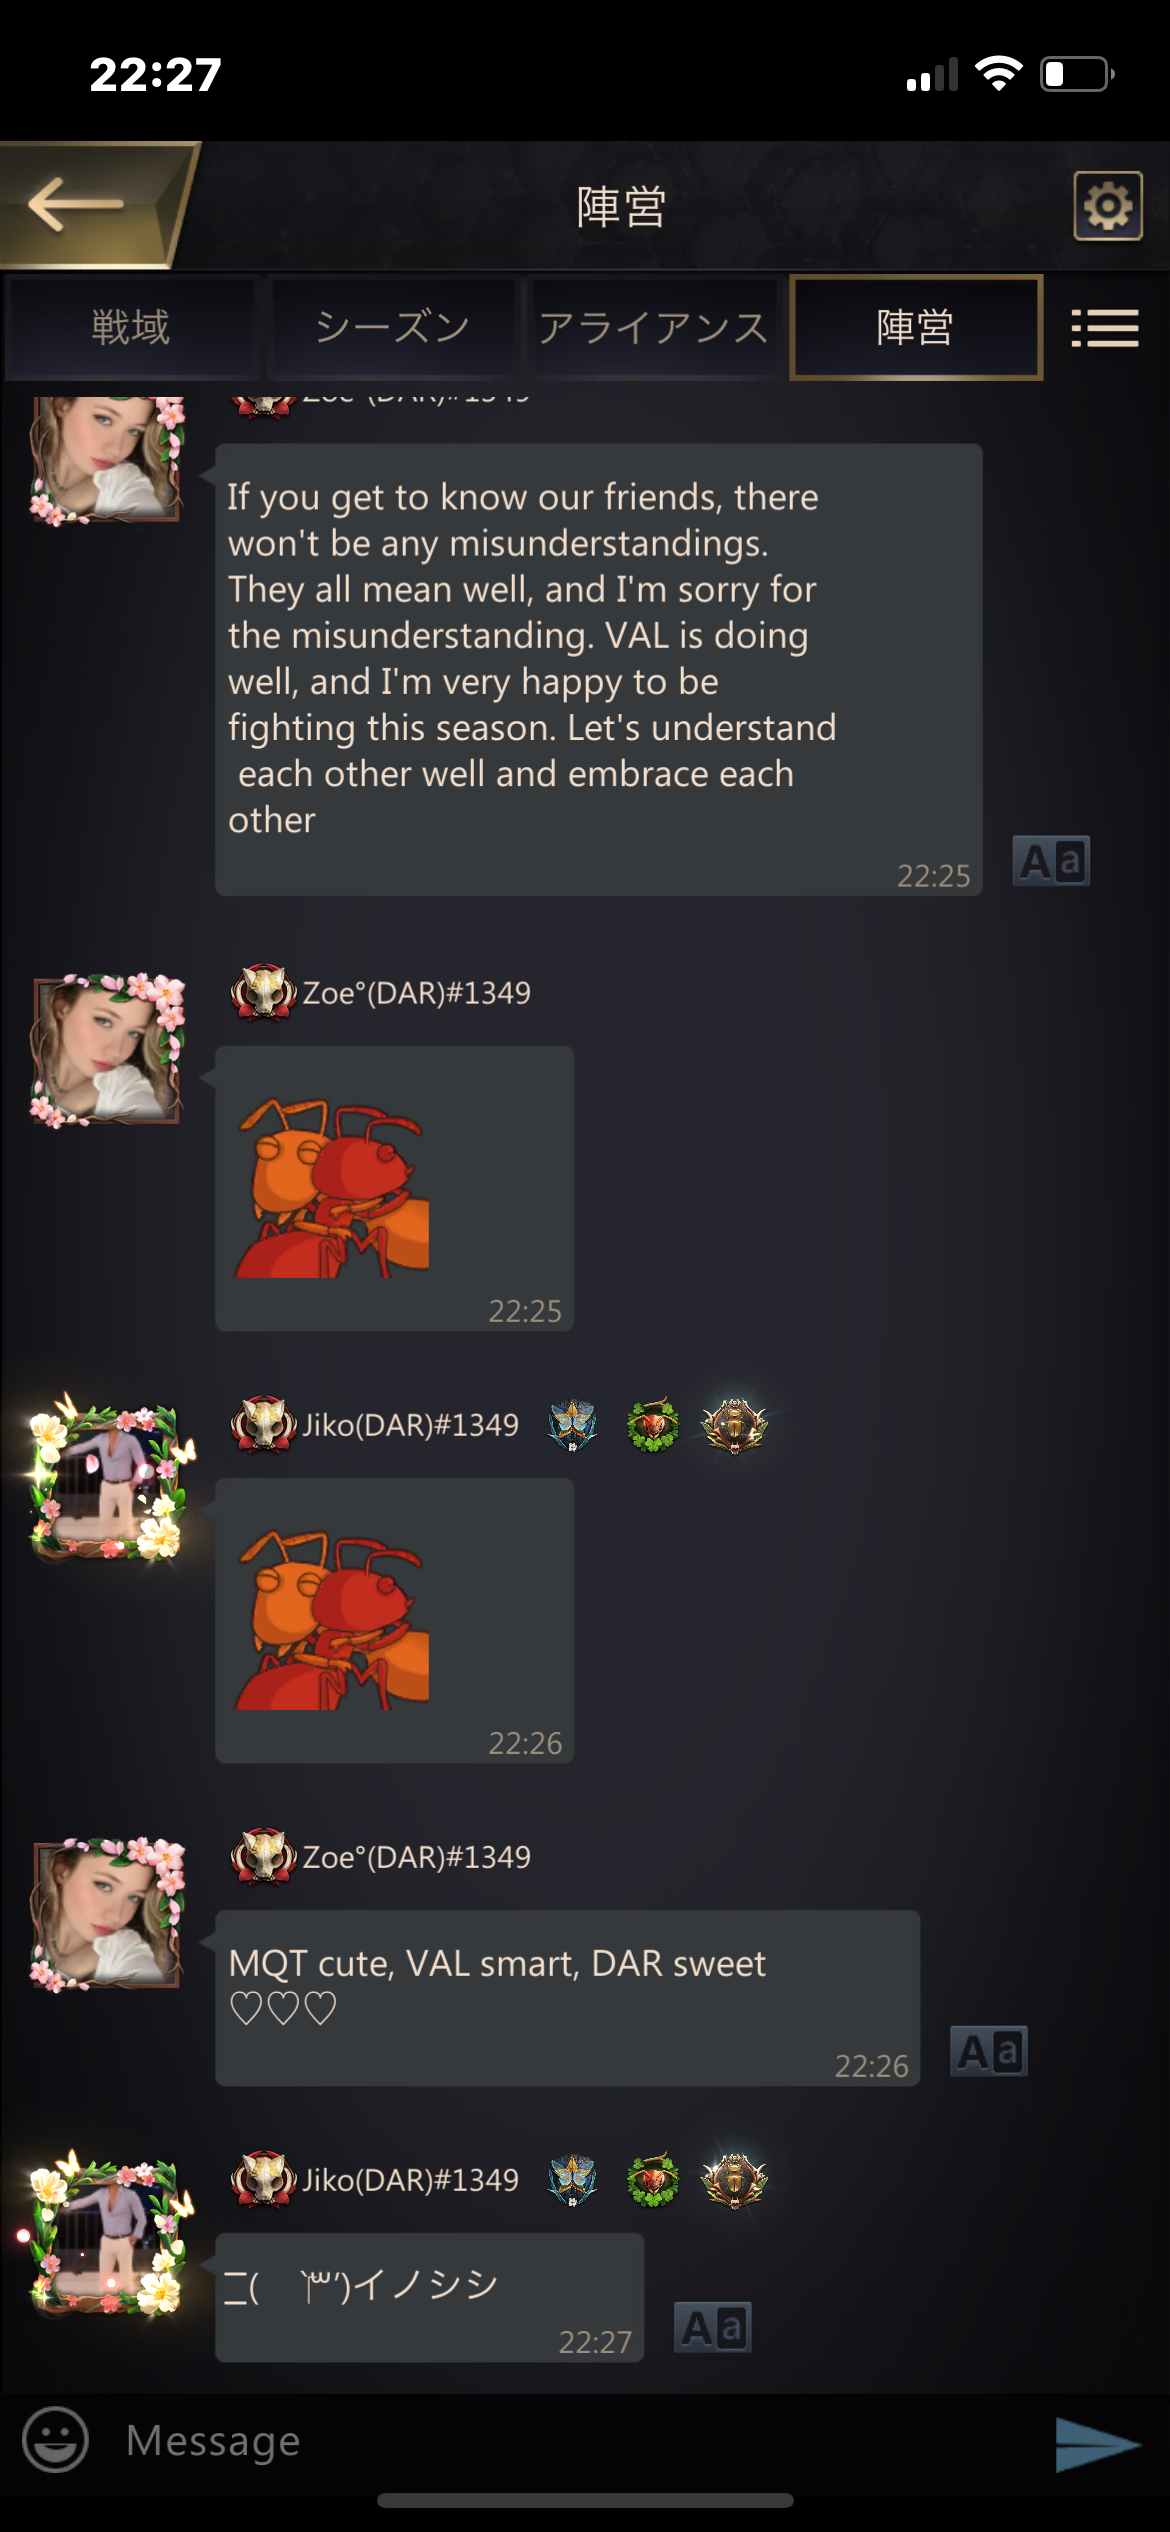 22:27
陣営
戦域
シーズン
アライアンス
陣営
Zoe°(DAR)#1349
If you get to know our friends, there
won't be any misunderstandings.
They all mean well, and I'm sorry for
the misunderstanding. VAL is doing
well, and I'm very happy to be
fighting this season. Let's understand
each other well and embrace each
other
22:25
Aa
Zoe°(DAR)#1349
22:25
Jiko(DAR)#1349
22:26
Zoe°(DAR)#1349
MQT cute, VAL smart, DAR sweet
♡♡♡
22:26
Aa
Jiko(DAR)#1349
イノシシ
22:27
Aa
Message